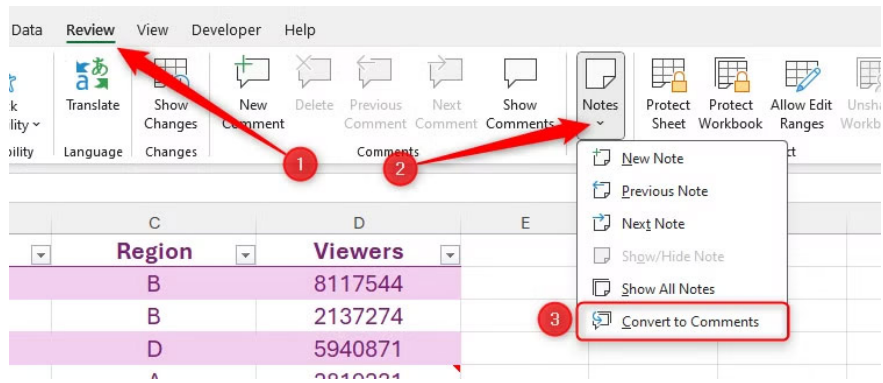 Data Review View Developer Help
あ
a
Translate Show New Delete Previous Next Show Notes Protect Protect Allow Edit
Changes Comment Comment Comment Comments Sheet Workbook Ranges
Language Changes Comments
1
2
New Note
Previous Note
Next Note
Show/Hide Note
Show All Notes
3 Convert to Comments
C D E
Region Viewers
B 8117544
B 2137274
D 5940871